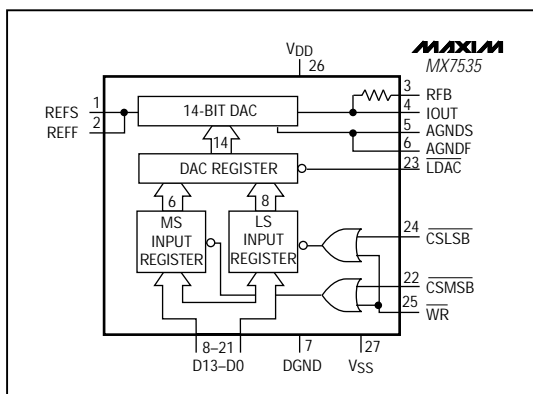 VDD
26
MAXIM
MX7535
REFS 1
REFF 2
14-BIT DAC
3 RFB
4 IOUT
5 AGNDS
6 AGNDF
14
DAC REGISTER
23 LDAC
6
8
MS
INPUT
REGISTER
LS
INPUT
REGISTER
24 CSLSB
22 CSMSB
25 WR
8–21
D13–D0
7
DGND
27
VSS